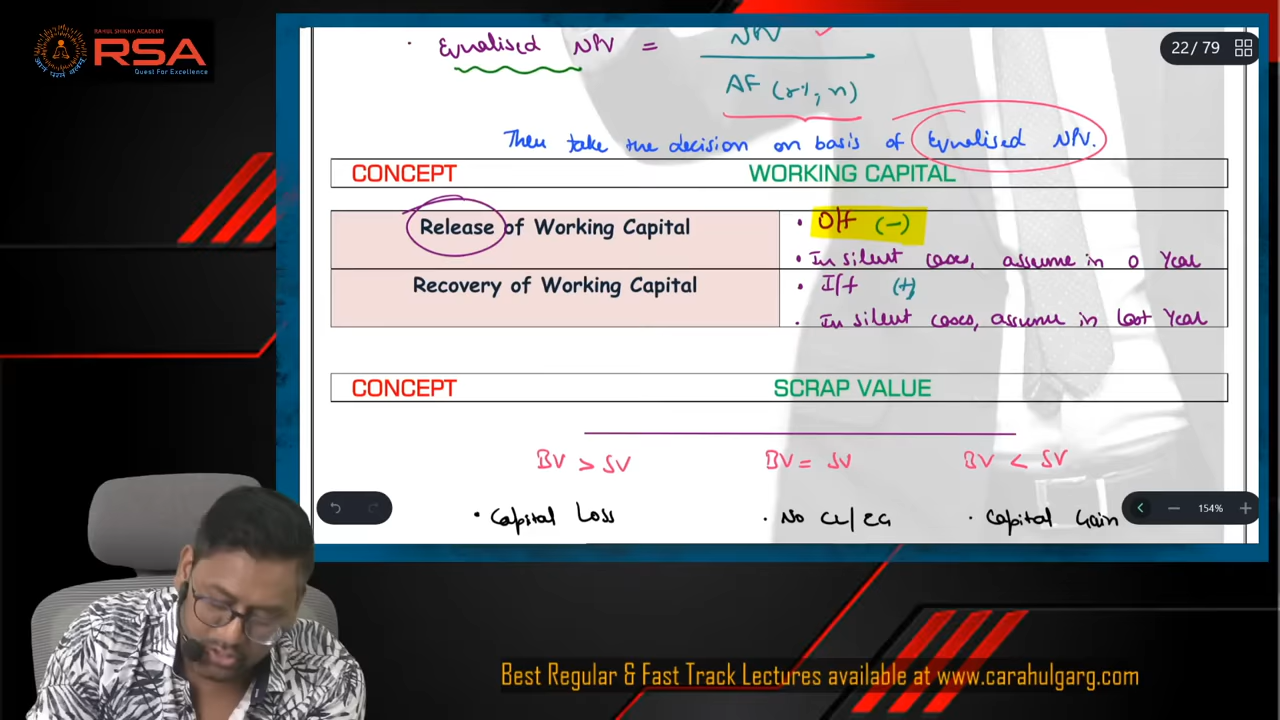 RAHUL SHIKHA ACADEMY
RSA
Quest For Excellence
22 / 79
• Equalised NPV = NPV
AF (r%, n)
Then take the decision on basis of Equalised NPV.
CONCEPT WORKING CAPITAL
Release of Working Capital
• O/f (-)
• In silent cases, assume in 0 Year
Recovery of Working Capital
• I/f (+)
• In silent cases, assume in last Year
CONCEPT SCRAP VALUE
BV > SV BV = SV BV < SV
• Capital Loss • No CL/CG • Capital Gain
154%
Best Regular & Fast Track Lectures available at www.carahulgarg.com